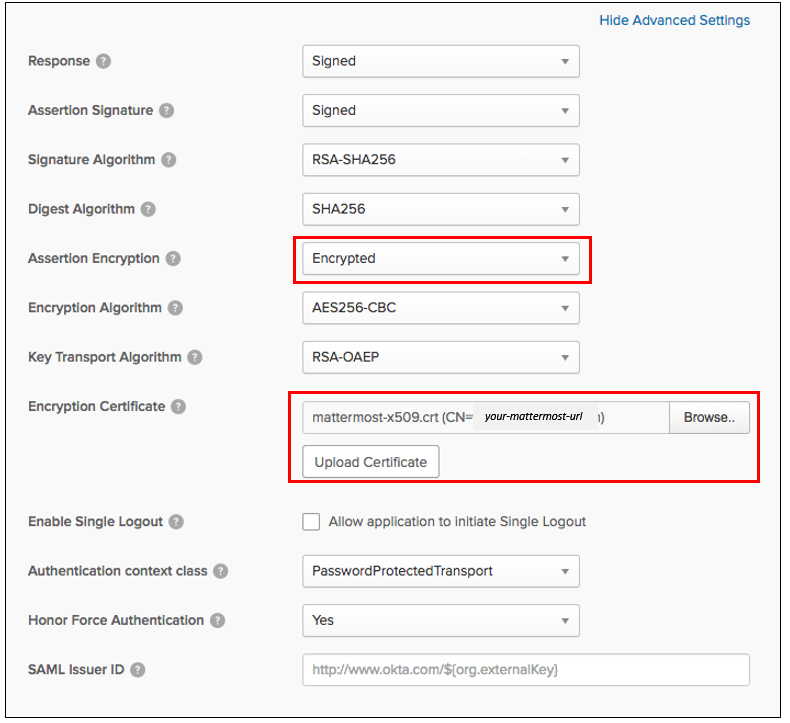 Hide Advanced Settings
Response ? Signed
Assertion Signature ? Signed
Signature Algorithm ? RSA-SHA256
Digest Algorithm ? SHA256
Assertion Encryption ? Encrypted
Encryption Algorithm ? AES256-CBC
Key Transport Algorithm ? RSA-OAEP
Encryption Certificate ? mattermost-x509.crt (CN= your-mattermost-url ) Browse..
Upload Certificate
Enable Single Logout ? Allow application to initiate Single Logout
Authentication context class ? PasswordProtectedTransport
Honor Force Authentication ? Yes
SAML Issuer ID ? http://www.okta.com/${org.externalKey}